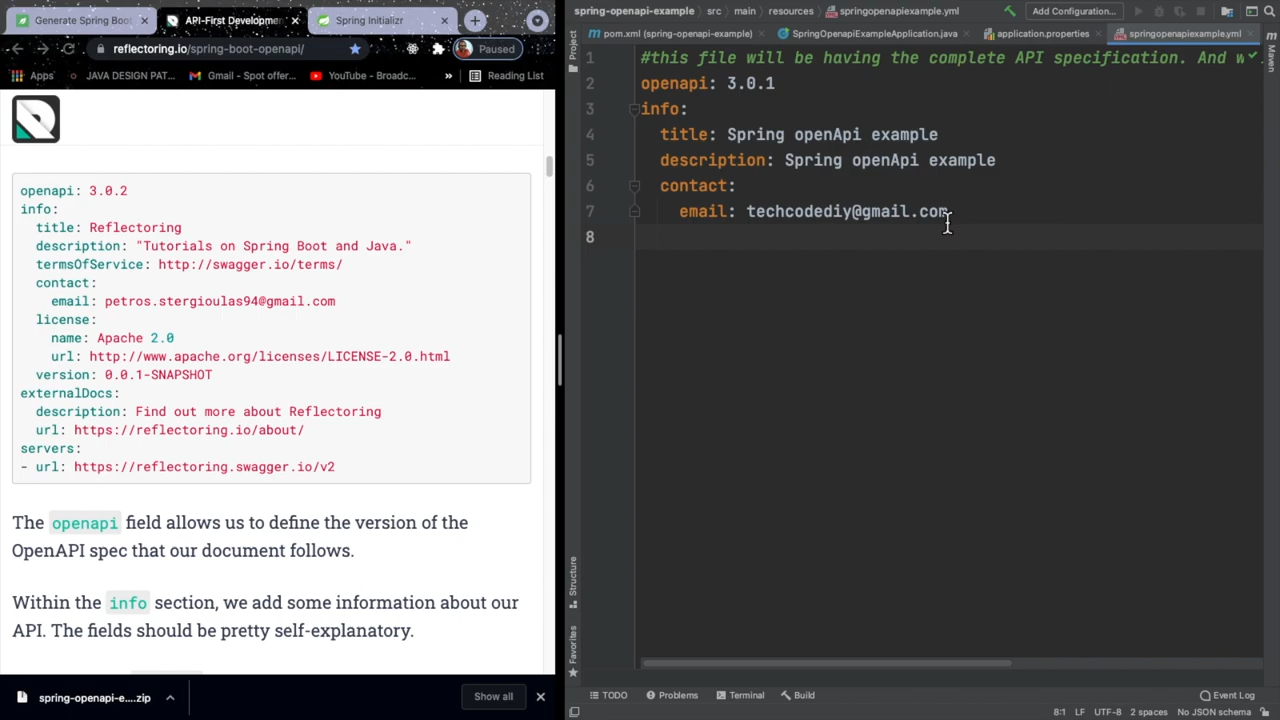 Generate Spring Boot
API-First Developmen
Spring Initializr
reflectoring.io/spring-boot-openapi/
Paused
Apps
JAVA DESIGN PAT...
Gmail - Spot offer...
YouTube - Broadc...
»
Reading List
openapi: 3.0.2
info:
title: Reflectoring
description: "Tutorials on Spring Boot and Java."
termsOfService: http://swagger.io/terms/
contact:
email: petros.stergioulas94@gmail.com
license:
name: Apache 2.0
url: http://www.apache.org/licenses/LICENSE-2.0.html
version: 0.0.1-SNAPSHOT
externalDocs:
description: Find out more about Reflectoring
url: https://reflectoring.io/about/
servers:
- url: https://reflectoring.swagger.io/v2
The openapi field allows us to define the version of the
OpenAPI spec that our document follows.
Within the info section, we add some information about our
API. The fields should be pretty self-explanatory.
spring-openapi-e....zip
Show all
spring-openapi-example
src
main
resources
springopenapiexample.yml
Add Configuration...
pom.xml (spring-openapi-example)
SpringOpenapiExampleApplication.java
application.properties
springopenapiexample.yml
Project
Maven
1 #this file will be having the complete API specification. And w
2 openapi: 3.0.1
3 info:
4 title: Spring openApi example
5 description: Spring openApi example
6 contact:
7 email: techcodediy@gmail.com
8
Structure
Favorites
TODO
Problems
Terminal
Build
Event Log
8:1 LF UTF-8 2 spaces No JSON schema